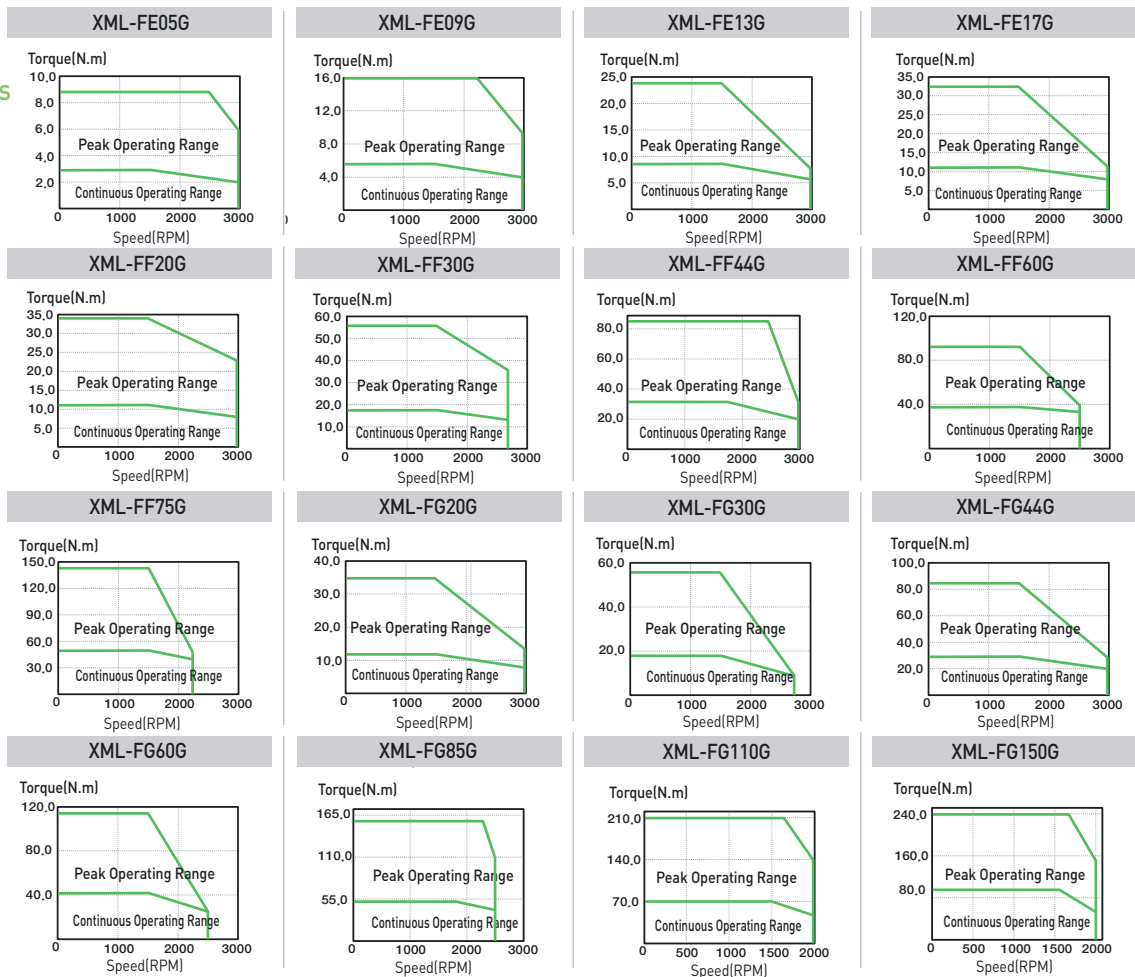 XML-FE05G
Torque(N.m)
10,0
8,0
6,0
4,0
2,0
Peak Operating Range
Continuous Operating Range
0 1000 2000 3000
Speed(RPM)
s
XML-FE09G
Torque(N.m)
16,0
12,0
8,0
4,0
Peak Operating Range
Continuous Operating Range
0 1000 2000 3000
Speed(RPM)
XML-FE13G
Torque(N.m)
25,0
20,0
15,0
10,0
5,0
Peak Operating Range
Continuous Operating Range
0 1000 2000 3000
Speed(RPM)
XML-FE17G
Torque(N.m)
35,0
30,0
25,0
20,0
15,0
10,0
5,0
Peak Operating Range
Continuous Operating Range
0 1000 2000 3000
Speed(RPM)
XML-FF20G
Torque(N.m)
35,0
30,0
25,0
20,0
15,0
10,0
5,0
Peak Operating Range
Continuous Operating Range
0 1000 2000 3000
Speed(RPM)
XML-FF30G
Torque(N.m)
60,0
50,0
40,0
30,0
20,0
10,0
Peak Operating Range
Continuous Operating Range
0 1000 2000 3000
Speed(RPM)
XML-FF44G
Torque(N.m)
80,0
60,0
40,0
20,0
Peak Operating Range
Continuous Operating Range
0 1000 2000 3000
Speed(RPM)
XML-FF60G
Torque(N.m)
120,0
80,0
40,0
Peak Operating Range
Continuous Operating Range
0 1000 2000 3000
Speed(RPM)
XML-FF75G
Torque(N.m)
150,0
120,0
90,0
60,0
30,0
Peak Operating Range
Continuous Operating Range
0 1000 2000 3000
Speed(RPM)
XML-FG20G
Torque(N.m)
40,0
30,0
20,0
10,0
Peak Operating Range
Continuous Operating Range
0 1000 2000 3000
Speed(RPM)
XML-FG30G
Torque(N.m)
60,0
40,0
20,0
Peak Operating Range
Continuous Operating Range
0 1000 2000 3000
Speed(RPM)
XML-FG44G
Torque(N.m)
100,0
80,0
60,0
40,0
20,0
Peak Operating Range
Continuous Operating Range
0 1000 2000 3000
Speed(RPM)
XML-FG60G
Torque(N.m)
120,0
80,0
40,0
Peak Operating Range
Continuous Operating Range
0 1000 2000 3000
Speed(RPM)
XML-FG85G
Torque(N.m)
165,0
110,0
55,0
Peak Operating Range
Continuous Operating Range
0 1000 2000 3000
Speed(RPM)
XML-FG110G
Torque(N.m)
210,0
140,0
70,0
Peak Operating Range
Continuous Operating Range
0 500 1000 1500 2000
Speed(RPM)
XML-FG150G
Torque(N.m)
240,0
160,0
80,0
Peak Operating Range
Continuous Operating Range
0 500 1000 1500 2000
Speed(RPM)